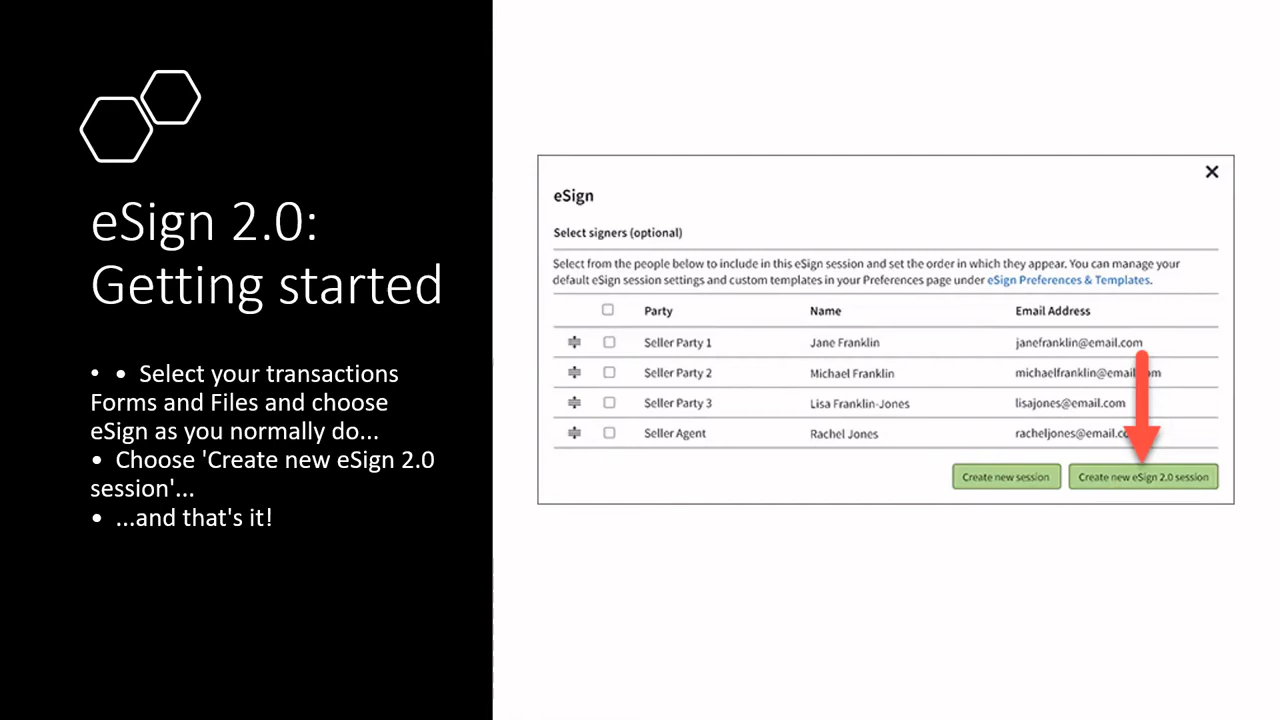 eSign 2.0:
Getting started
• • Select your transactions
Forms and Files and choose
eSign as you normally do...
• Choose 'Create new eSign 2.0
session'...
• ...and that's it!
eSign
Select signers (optional)
Select from the people below to include in this eSign session and set the order in which they appear. You can manage your
default eSign session settings and custom templates in your Preferences page under eSign Preferences & Templates.
Party Name Email Address
Seller Party 1 Jane Franklin janefranklin@email.com
Seller Party 2 Michael Franklin
Seller Party 3 Lisa Franklin-Jones lisajones@email.com
Seller Agent Rachel Jones
Create new session Create new eSign 2.0 session